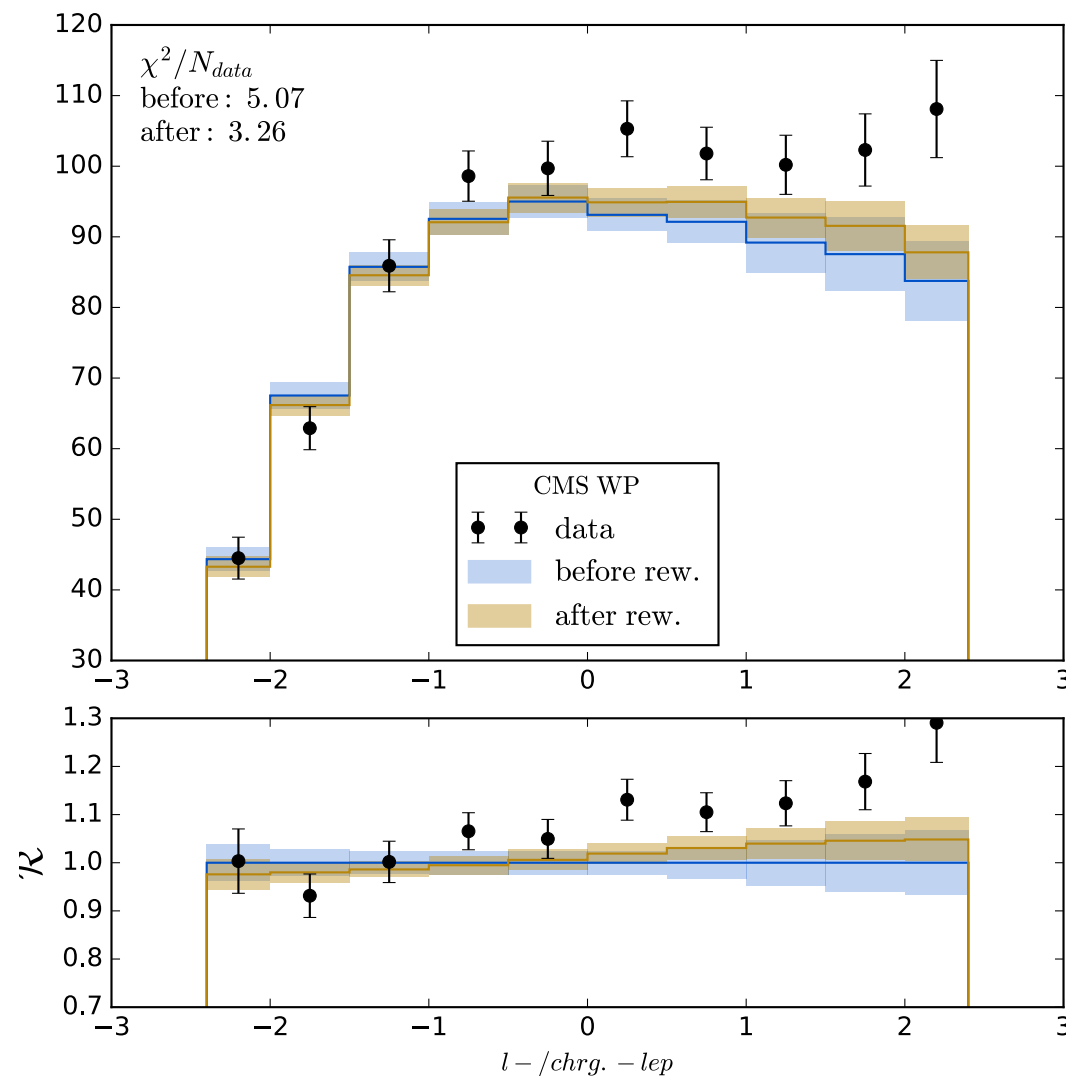 χ²/N_data
before: 5.07
after: 3.26
120
110
100
90
80
70
60
50
40
30
−3 −2 −1 0 1 2 3
CMS WP
data
before rew.
after rew.
1.3
1.2
1.1
1.0
0.9
0.8
0.7
ℛ
−3 −2 −1 0 1 2 3
l − /chrg. − lep